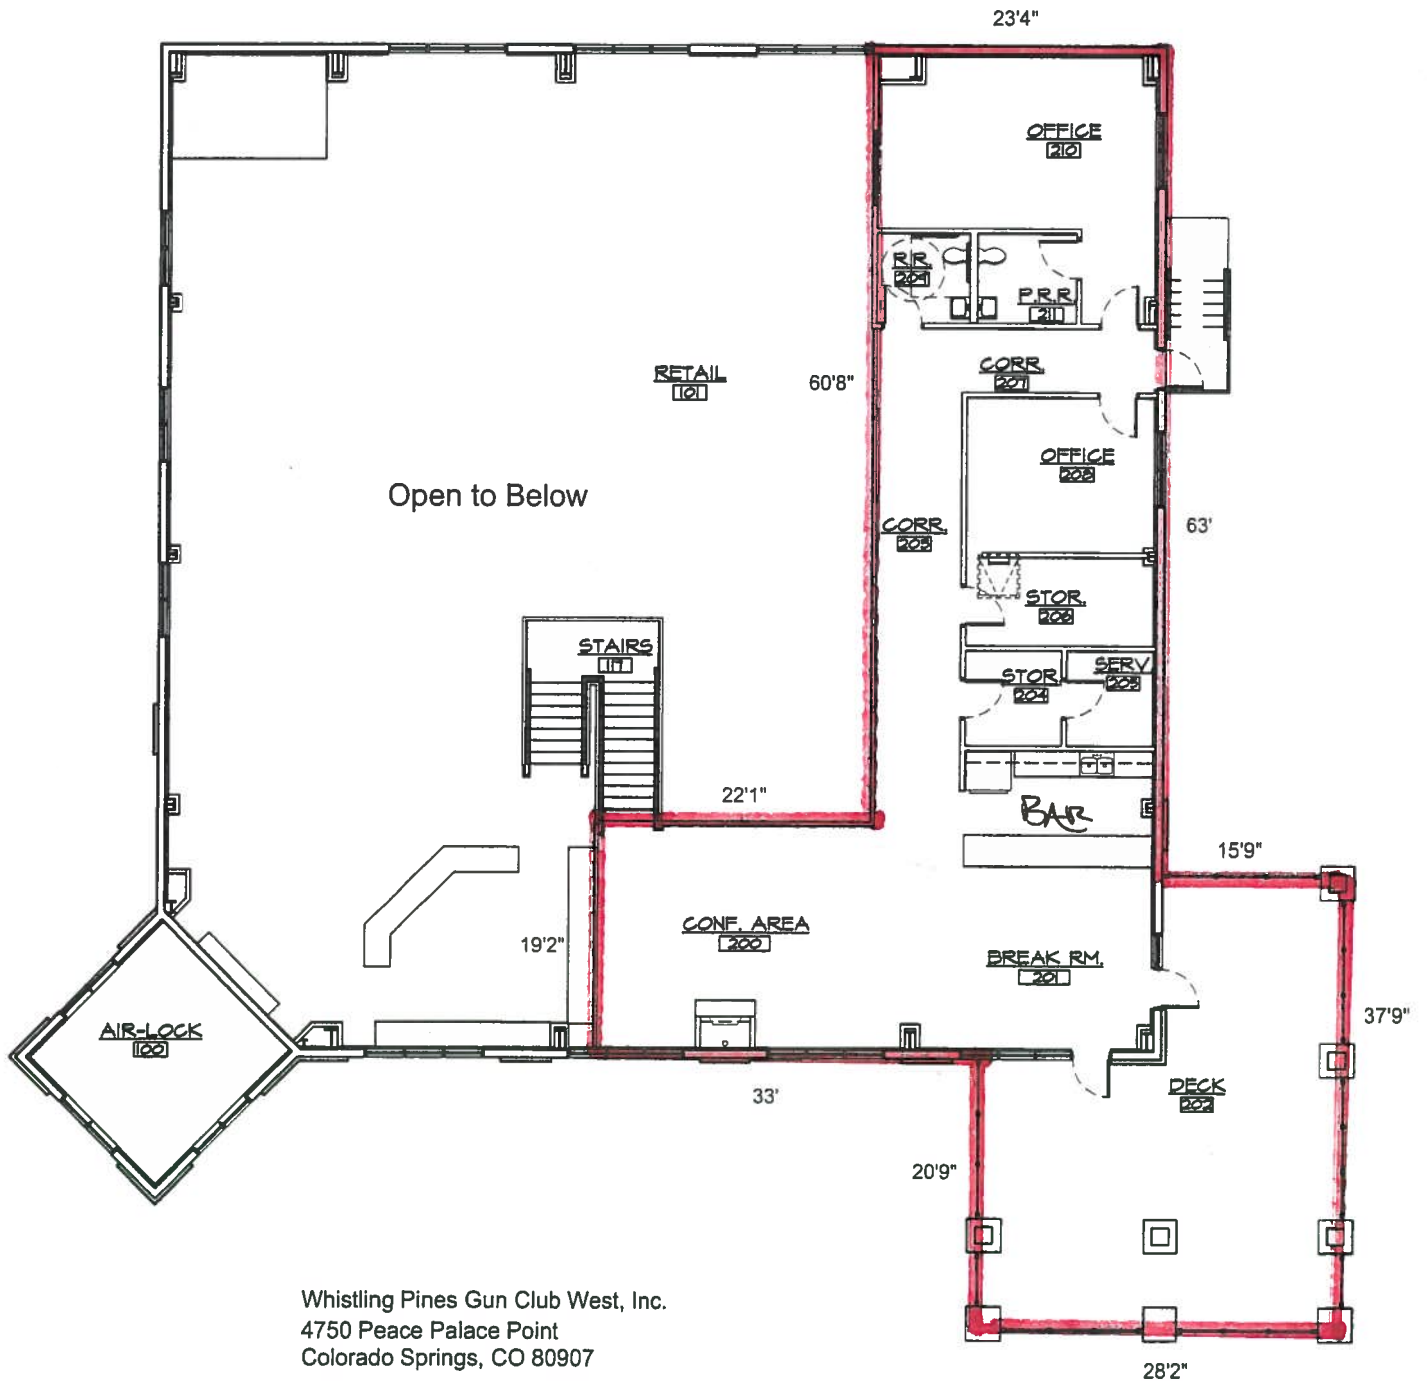 23'4"
OFFICE
210
R.R.
209
P.R.R.
211
CORR.
207
RETAIL
101
60'8"
OFFICE
208
Open to Below
CORR.
203
63'
STOR.
206
STAIRS
117
STOR.
204
SERV.
205
22'1"
BAR
15'9"
CONF. AREA
200
19'2"
BREAK RM.
201
AIR-LOCK
100
37'9"
33'
DECK
202
20'9"
Whistling Pines Gun Club West, Inc.
4750 Peace Palace Point
Colorado Springs, CO 80907
28'2"